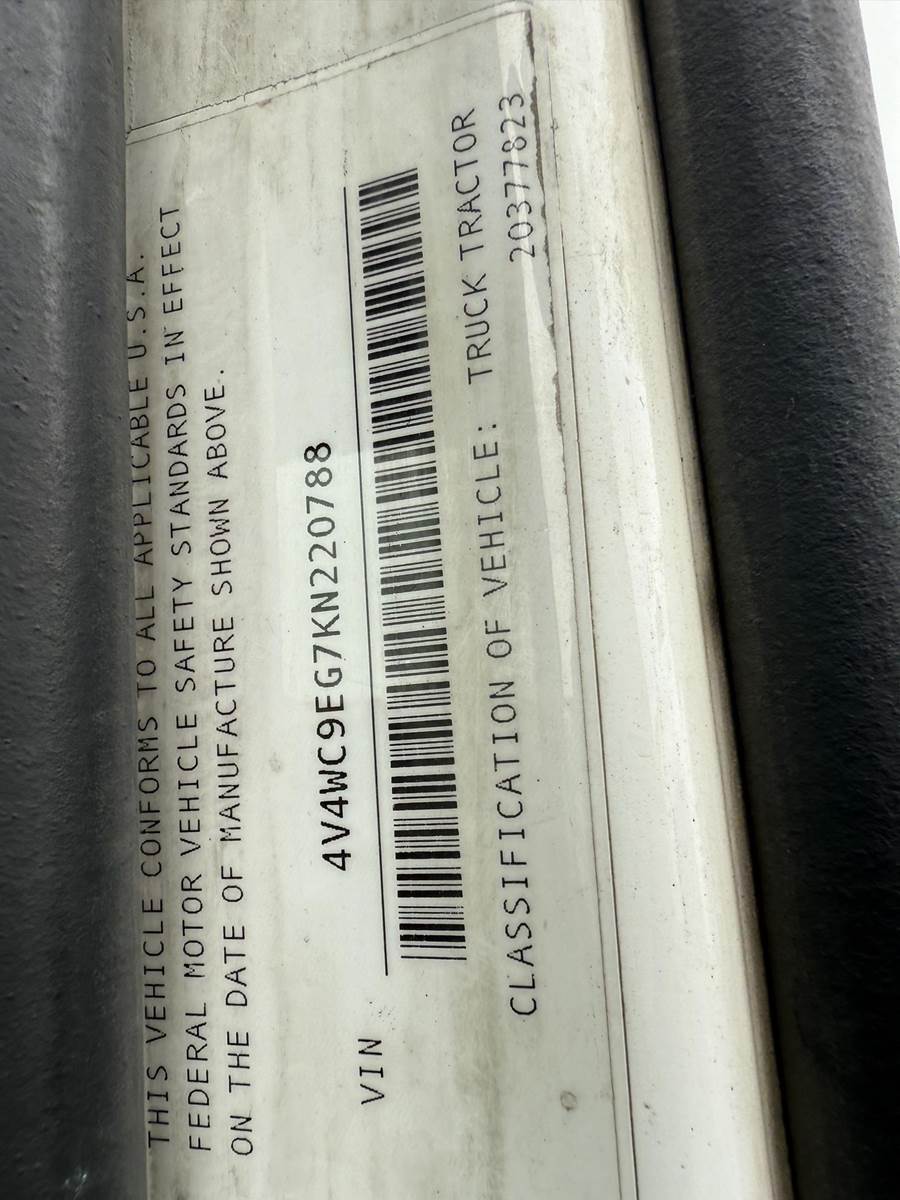 THIS VEHICLE CONFORMS TO ALL APPLICABLE U.S.A.
FEDERAL MOTOR VEHICLE SAFETY STANDARDS IN EFFECT
ON THE DATE OF MANUFACTURE SHOWN ABOVE.
4V4WC9EG7KN220788
VIN
CLASSIFICATION OF VEHICLE: TRUCK TRACTOR
20377823